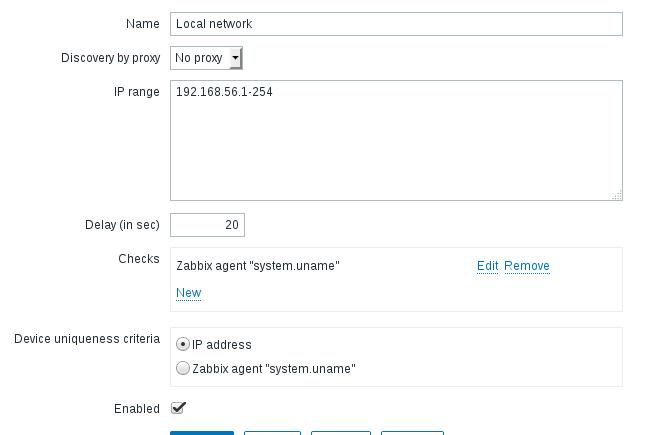 Name Local network
Discovery by proxy No proxy
IP range 192.168.56.1-254
Delay (in sec) 20
Checks Zabbix agent "system.uname" Edit Remove
New
Device uniqueness criteria IP address
Zabbix agent "system.uname"
Enabled